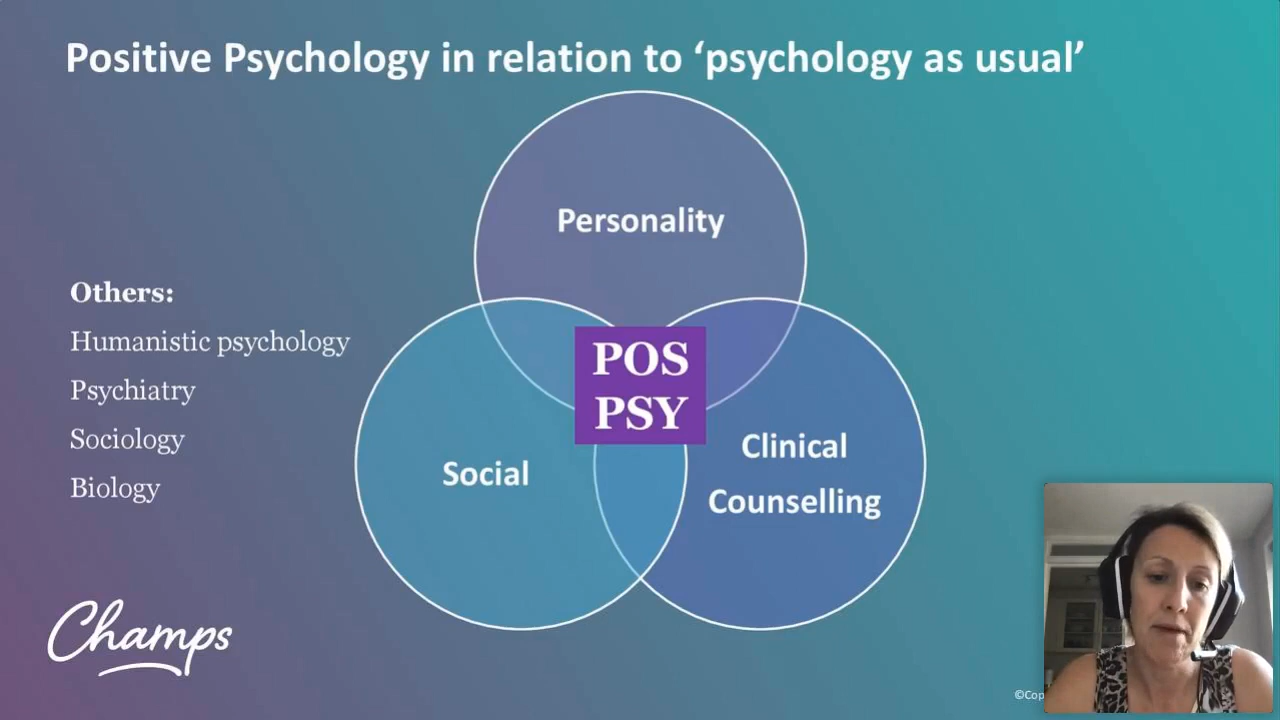 Positive Psychology in relation to ‘psychology as usual’
Personality
Others:
Humanistic psychology
Psychiatry
Sociology
Biology
POS
PSY
Social
Clinical
Counselling
Champs